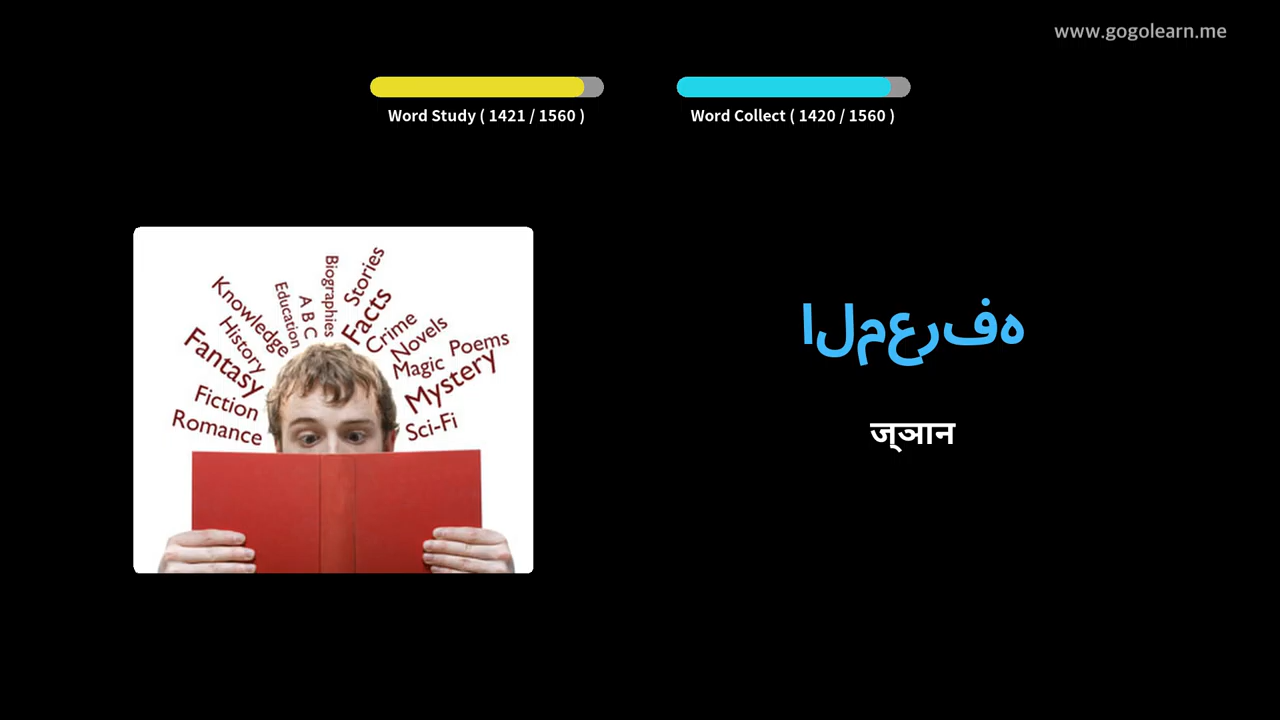 www.gogolearn.me
Word Study ( 1421 / 1560 )
Word Collect ( 1420 / 1560 )
Romance
Fiction
Fantasy
History
Knowledge
Education
A B C
Biographies
Stories
Facts
Crime
Novels
Magic
Poems
Mystery
Sci-Fi
المعرفه
ज्ञान